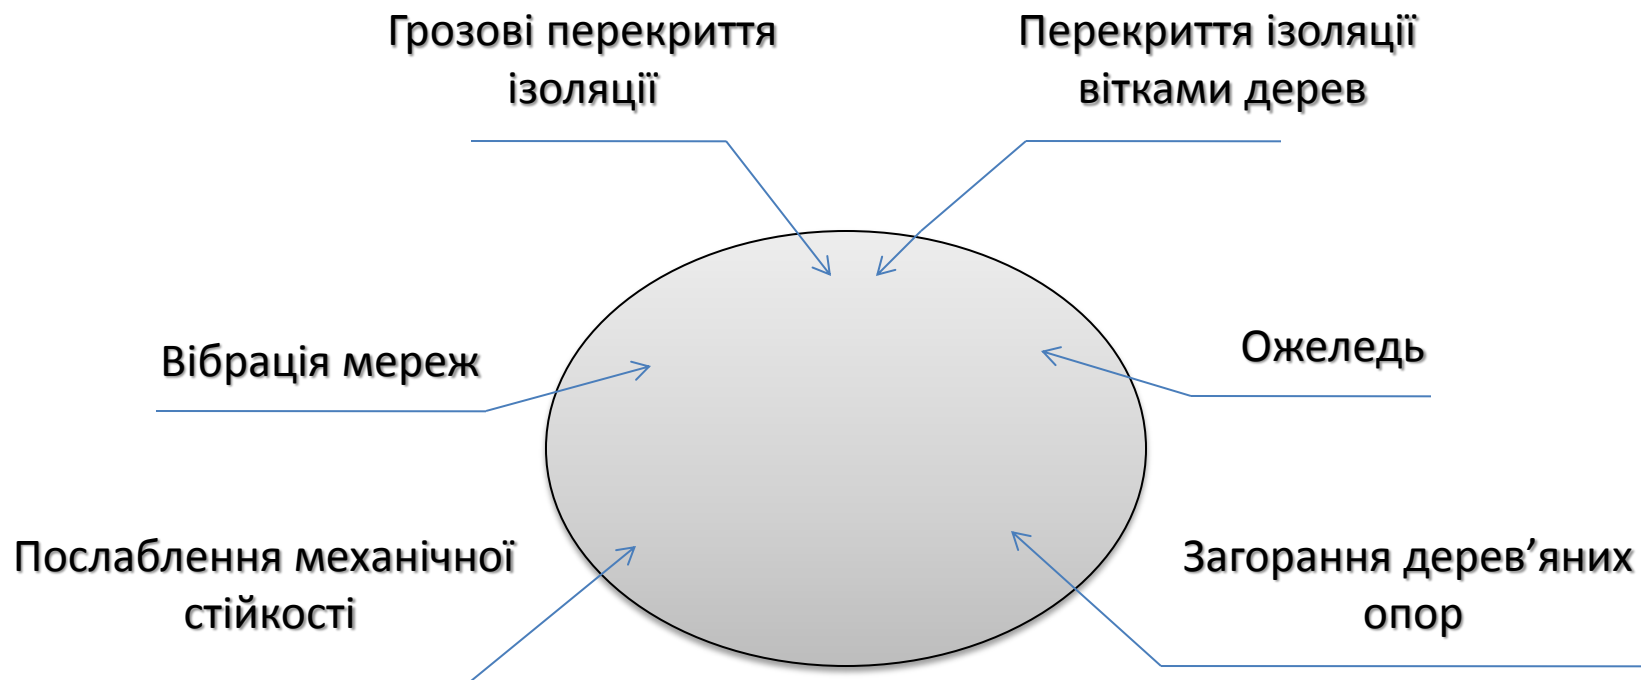 Грозові перекриття
ізоляції
Перекриття ізоляції
вітками дерев
Вібрація мереж
Ожеледь
Послаблення механічної
стійкості
Загорання дерев’яних
опор